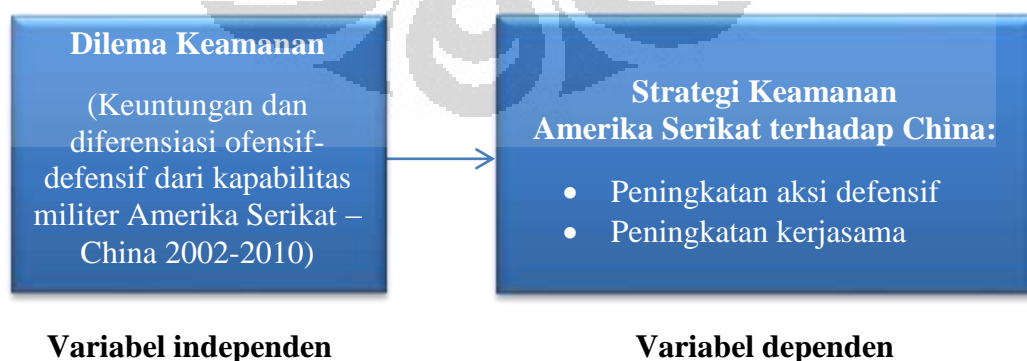 Dilema Keamanan
(Keuntungan dan
diferensiasi ofensif-
defensif dari kapabilitas
militer Amerika Serikat –
China 2002-2010)
Strategi Keamanan
Amerika Serikat terhadap China:
• Peningkatan aksi defensif
• Peningkatan kerjasama
Variabel independen
Variabel dependen